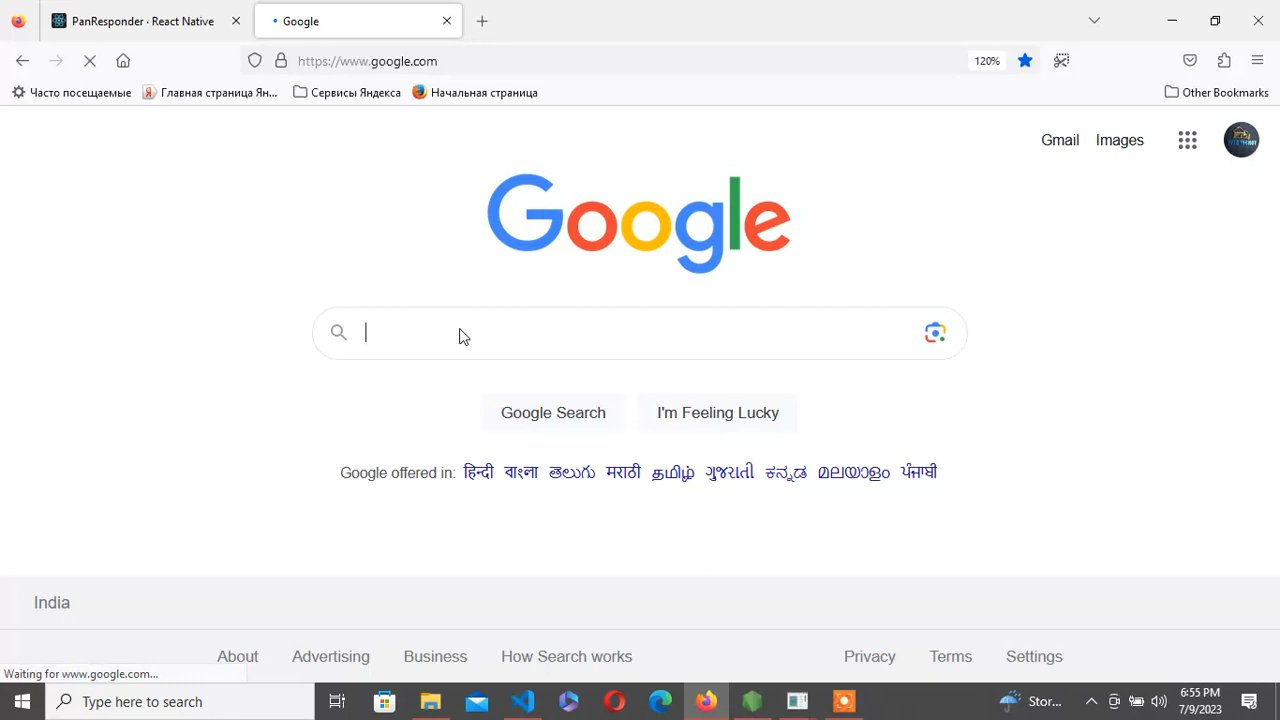 PanResponder · React Native
Google
https://www.google.com
120%
Часто посещаемые
Главная страница Ян...
Сервисы Яндекса
Начальная страница
Other Bookmarks
Gmail
Images
Google
Google Search
I'm Feeling Lucky
Google offered in: हिन्दी বাংলা తెలుగు मराठी தமிழ் ગુજરાતી ಕನ್ನಡ മലയാളം ਪੰਜਾਬੀ
India
About
Advertising
Business
How Search works
Privacy
Terms
Settings
Waiting for www.google.com...
Type here to search
Stor...
6:55 PM
7/9/2023